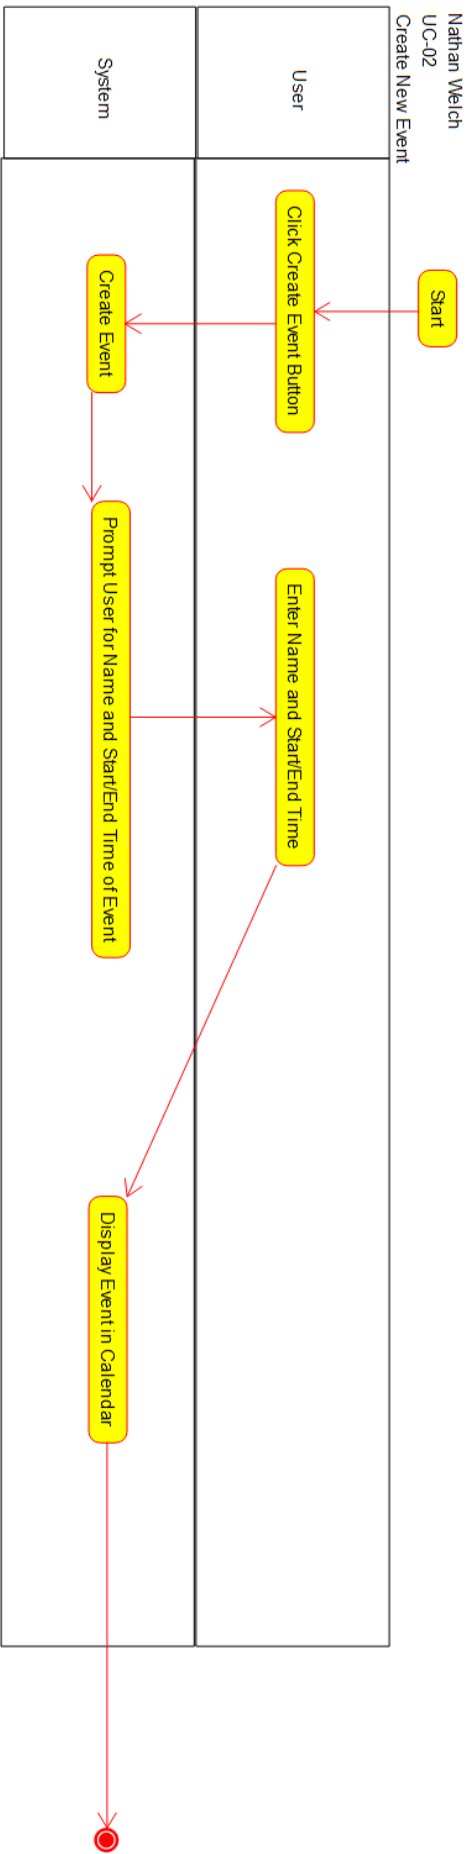 Nathan Welch
UC-02
Create New Event
Start
User
Click Create Event Button
Enter Name and Start/End Time
System
Create Event
Prompt User for Name and Start/End Time of Event
Display Event in Calendar